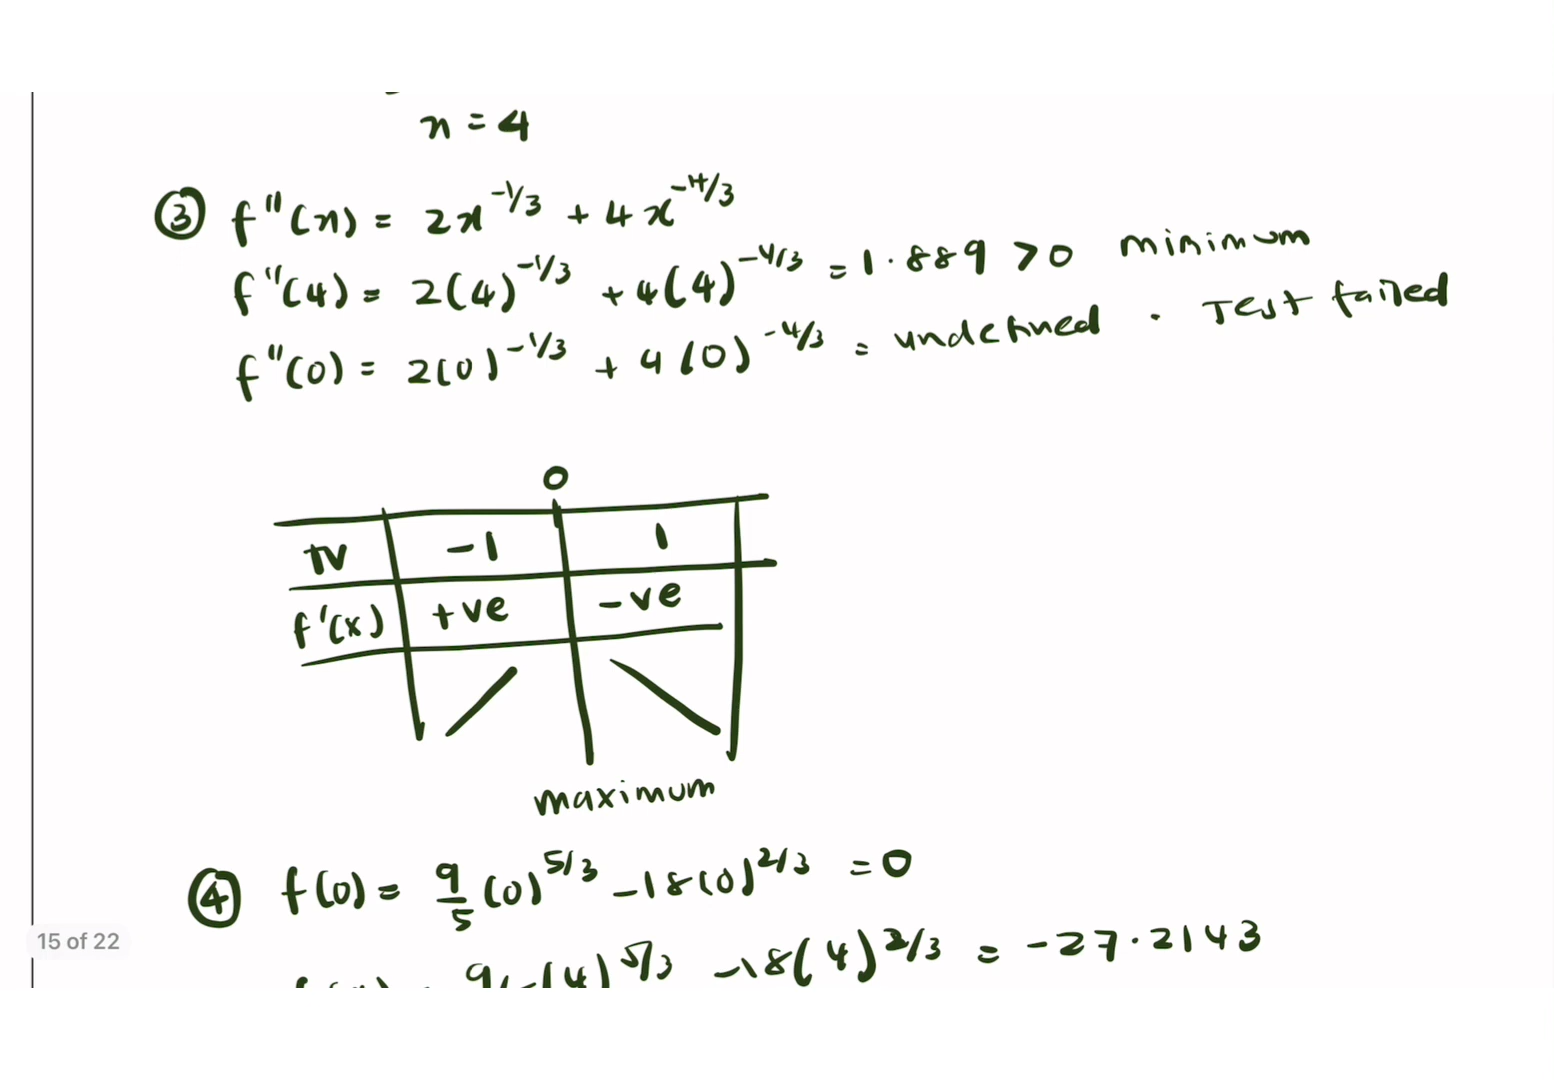 x = 4
③ f"(x) = 2x^-1/3 + 4x^-4/3
f"(4) = 2(4)^-1/3 + 4(4)^-4/3 = 1.889 > 0 minimum
f"(0) = 2(0)^-1/3 + 4(0)^-4/3 = undefined . Test failed
0
TV -1 1
f'(x) +ve -ve
maximum
④ f(0) = 9/5 (0)^5/3 - 18(0)^2/3 = 0
(4)^5/3 - 18(4)^2/3 = -27.2143
15 of 22